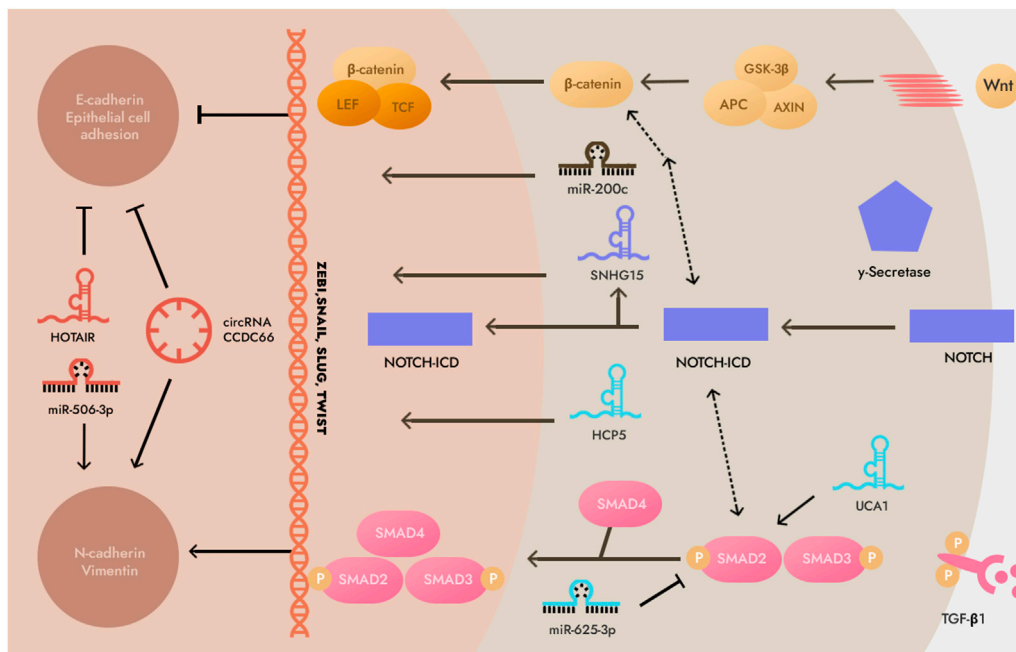 E-cadherin
Epithelial cell
adhesion
β-catenin
LEF
TCF
β-catenin
GSK-3β
APC
AXIN
Wnt
miR-200c
SNHG15
γ-Secretase
HOTAIR
circRNA
CCDC66
miR-506-3p
ZEB1,SNAIL, SLUG, TWIST
NOTCH-ICD
NOTCH-ICD
NOTCH
HCP5
UCA1
N-cadherin
Vimentin
SMAD4
SMAD4
P
SMAD2
SMAD3
P
P
SMAD2
SMAD3
P
miR-625-3p
P
P
TGF-β1